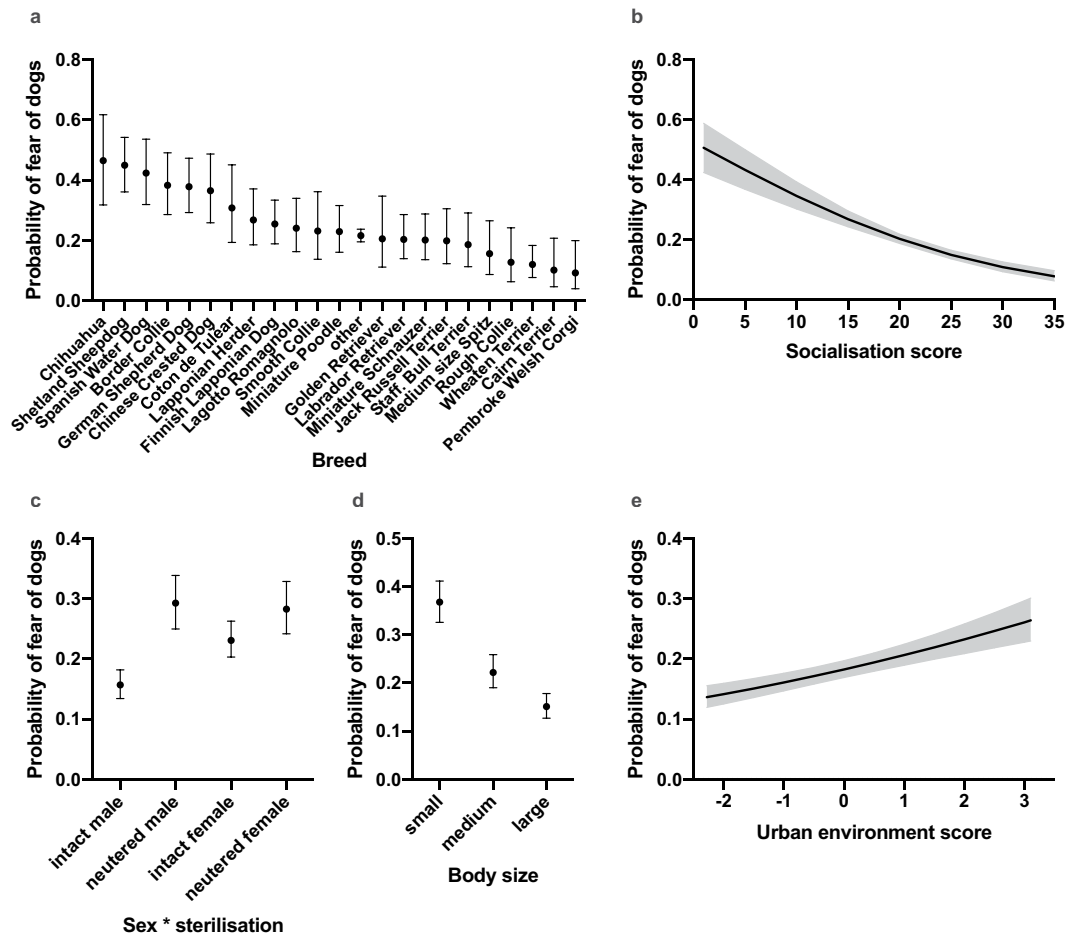 a
Probability of fear of dogs
0.8
0.6
0.4
0.2
0.0
Chihuahua
Shetland Sheepdog
Spanish Water Dog
Border Collie
German Shepherd Dog
Chinese Crested Dog
Coton de Tulear
Lapponian Herder
Finnish Lapponian Dog
Lagotto Romagnolo
Smooth Collie
Miniature Poodle
other
Golden Retriever
Labrador Retriever
Miniature Schnauzer
Jack Russell Terrier
Staff. Bull Terrier
Medium size Spitz
Rough Collie
Wheaten Terrier
Cairn Terrier
Pembroke Welsh Corgi
Breed
b
Probability of fear of dogs
0.8
0.6
0.4
0.2
0.0
0 5 10 15 20 25 30 35
Socialisation score
c
Probability of fear of dogs
0.4
0.3
0.2
0.1
0.0
intact male
neutered male
intact female
neutered female
Sex * sterilisation
d
Probability of fear of dogs
0.5
0.4
0.3
0.2
0.1
0.0
small
medium
large
Body size
e
Probability of fear of dogs
0.4
0.3
0.2
0.1
0.0
-2 -1 0 1 2 3
Urban environment score